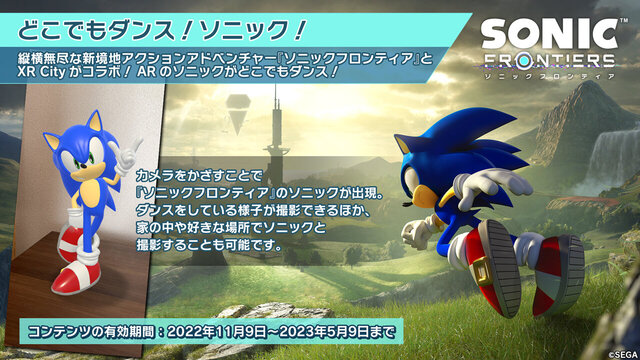 どこでもダンス！ソニック！
縦横無尽な新境地アクションアドベンチャー『ソニックフロンティア』と
XR Cityがコラボ！ ARのソニックがどこでもダンス！
SONIC
FRONTIERS
ソニックフロンティア
カメラをかざすことで
『ソニックフロンティア』のソニックが出現。
ダンスをしている様子が撮影できるほか、
家の中や好きな場所でソニックと
撮影することも可能です。
コンテンツの有効期間：2022年11月9日～2023年5月9日まで
©SEGA